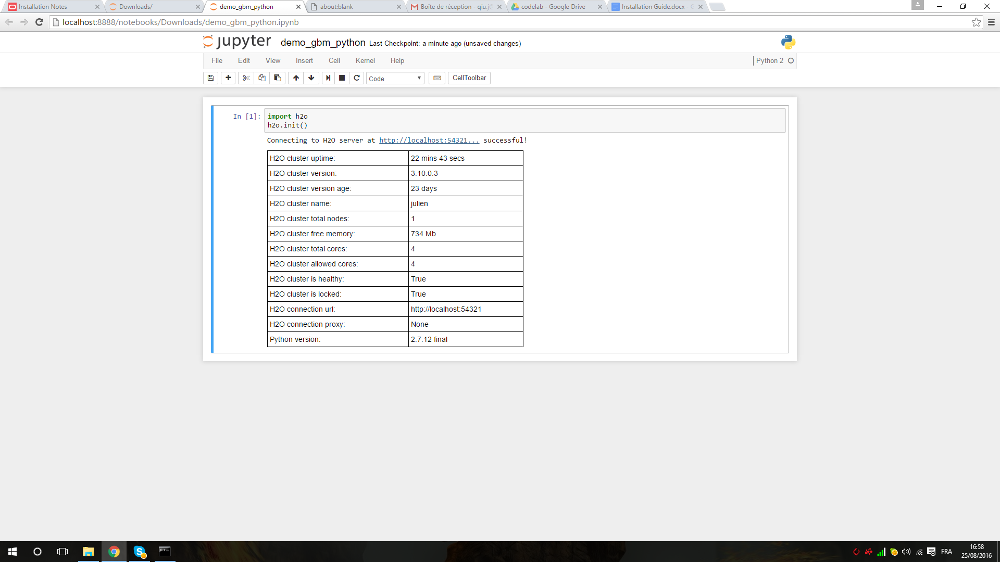 Installation Notes
Downloads/
demo_gbm_python
about:blank
Boîte de réception - qiu.j
codelab - Google Drive
Installation Guide.docx -
localhost:8888/notebooks/Downloads/demo_gbm_python.ipynb
jupyter demo_gbm_python Last Checkpoint: a minute ago (unsaved changes)
File Edit View Insert Cell Kernel Help Python 2
Code CellToolbar
In [1]: import h2o
h2o.init()
Connecting to H2O server at http://localhost:54321... successful!
H2O cluster uptime: 22 mins 43 secs
H2O cluster version: 3.10.0.3
H2O cluster version age: 23 days
H2O cluster name: julien
H2O cluster total nodes: 1
H2O cluster free memory: 734 Mb
H2O cluster total cores: 4
H2O cluster allowed cores: 4
H2O cluster is healthy: True
H2O cluster is locked: True
H2O connection url: http://localhost:54321
H2O connection proxy: None
Python version: 2.7.12 final
FRA
16:58
25/08/2016